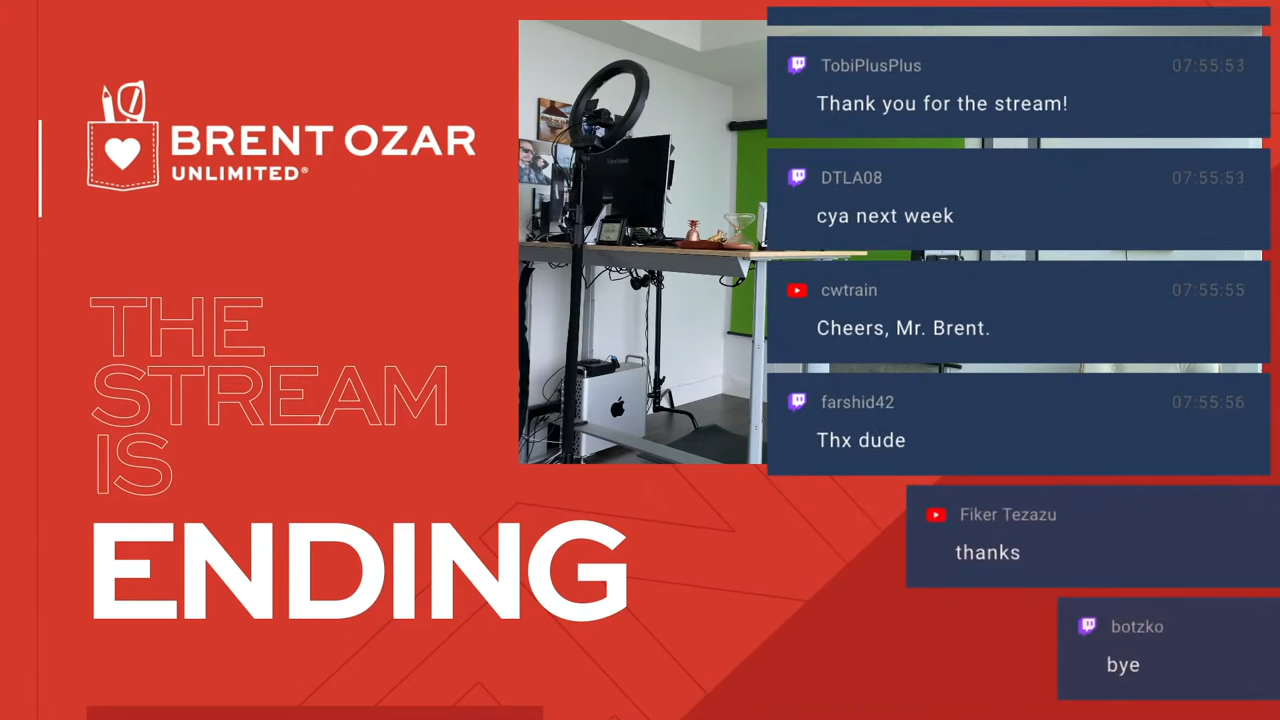 BRENT OZAR
UNLIMITED®
THE
STREAM
IS
ENDING
TobiPlusPlus 07:55:53
Thank you for the stream!
DTLA08 07:55:53
cya next week
cwtrain 07:55:55
Cheers, Mr. Brent.
farshid42 07:55:56
Thx dude
Fiker Tezazu
thanks
botzko
bye